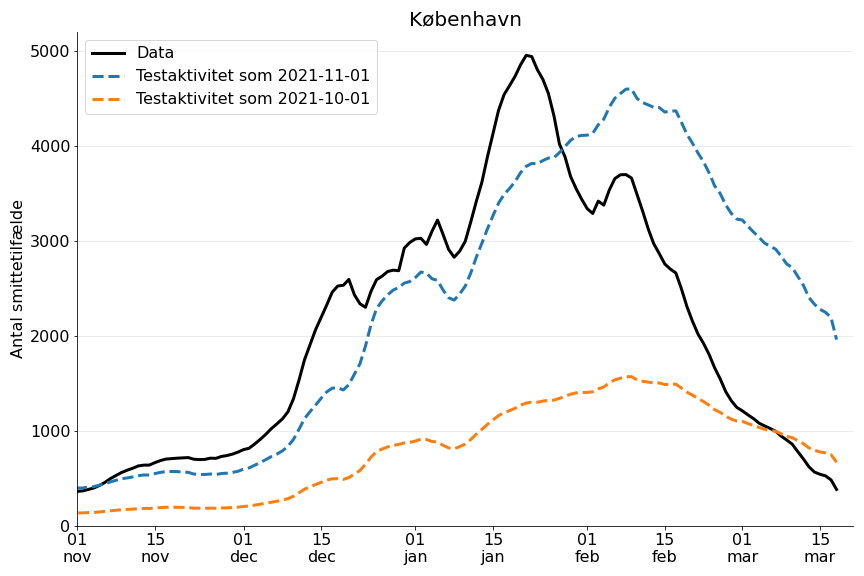 København
Data
Testaktivitet som 2021-11-01
Testaktivitet som 2021-10-01
Antal smittetilfælde
5000
4000
3000
2000
1000
0
01 15 01 15 01 15 01 15 01 15
nov nov dec dec jan jan feb feb mar mar